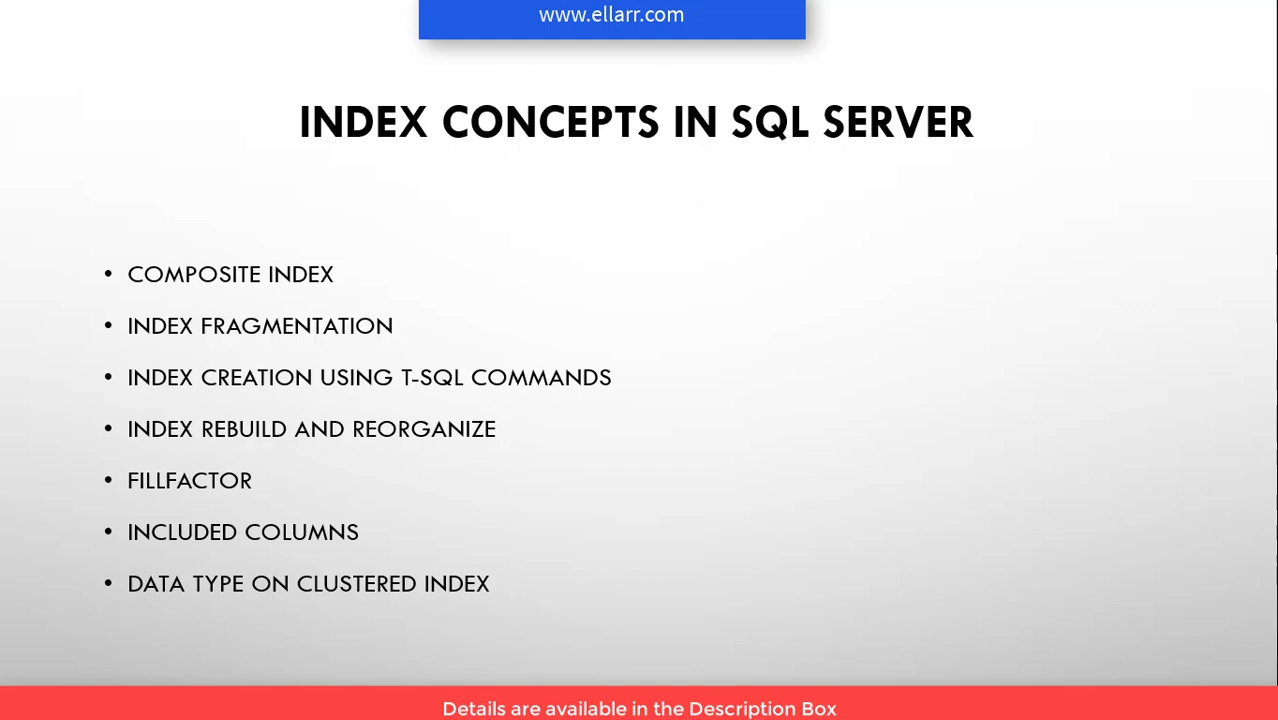 www.ellarr.com
INDEX CONCEPTS IN SQL SERVER
• COMPOSITE INDEX
• INDEX FRAGMENTATION
• INDEX CREATION USING T-SQL COMMANDS
• INDEX REBUILD AND REORGANIZE
• FILLFACTOR
• INCLUDED COLUMNS
• DATA TYPE ON CLUSTERED INDEX
Details are available in the Description Box